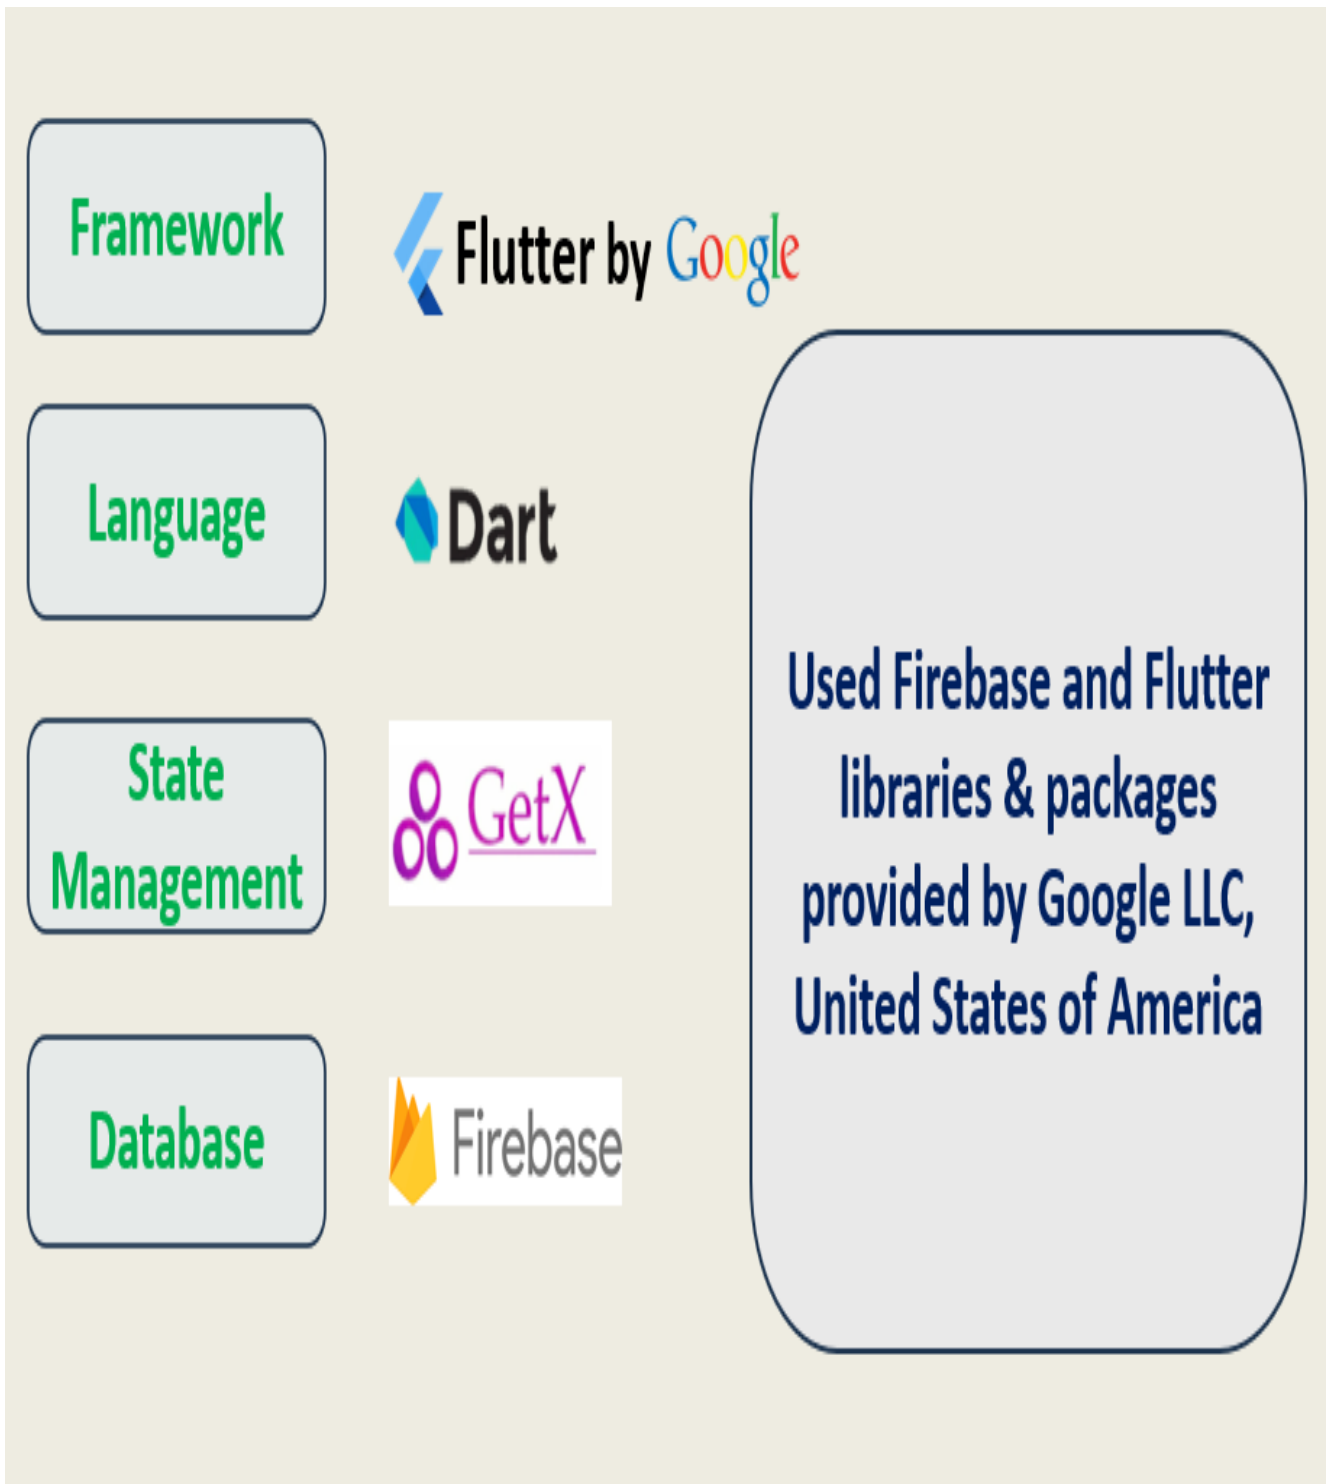 Framework
Flutter by Google
Language
Dart
State
Management
GetX
Database
Firebase
Used Firebase and Flutter
libraries & packages
provided by Google LLC,
United States of America